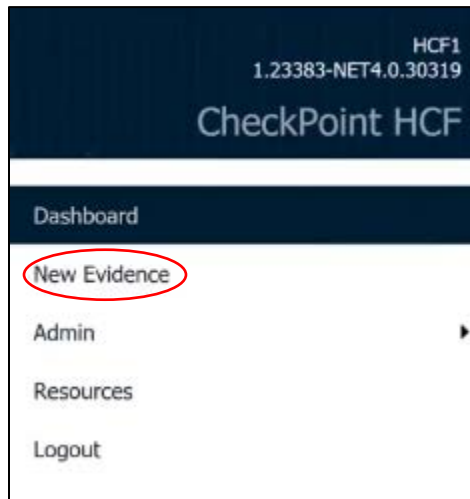 HCF1
1.23383-NET4.0.30319
CheckPoint HCF
Dashboard
New Evidence
Admin
Resources
Logout